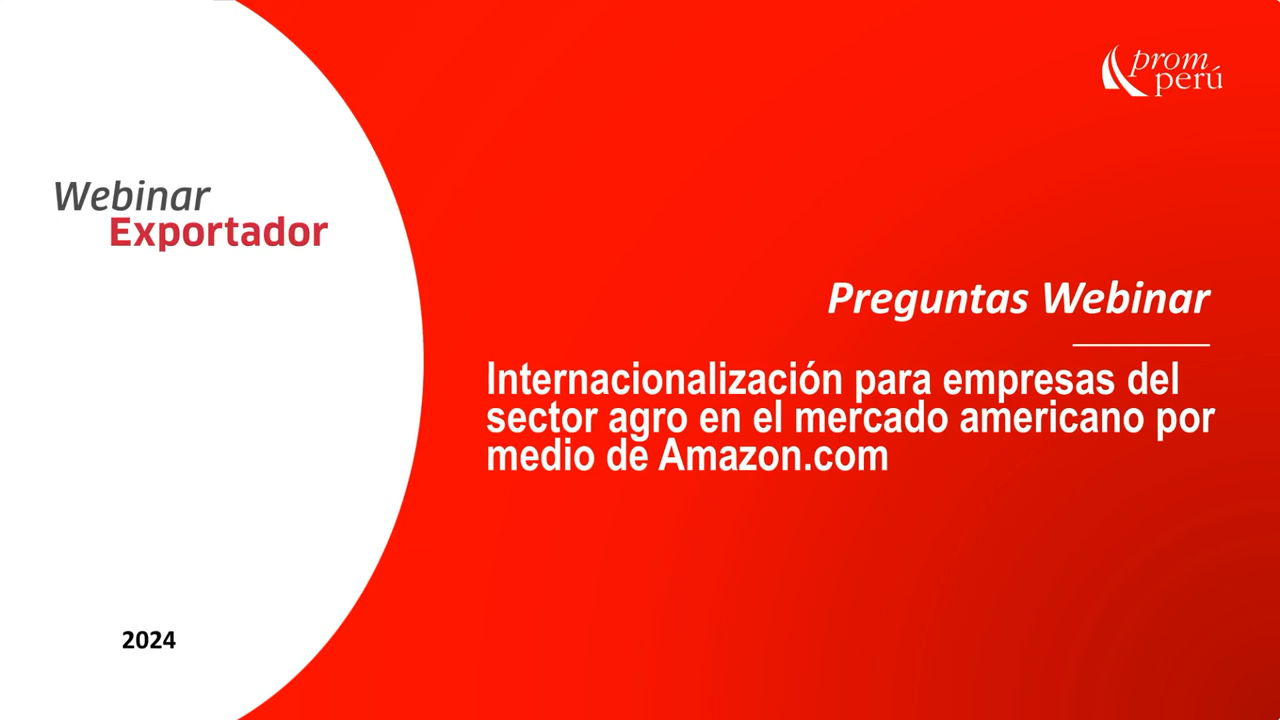 prom
perú
Webinar
Exportador
Preguntas Webinar
Internacionalización para empresas del
sector agro en el mercado americano por
medio de Amazon.com
2024